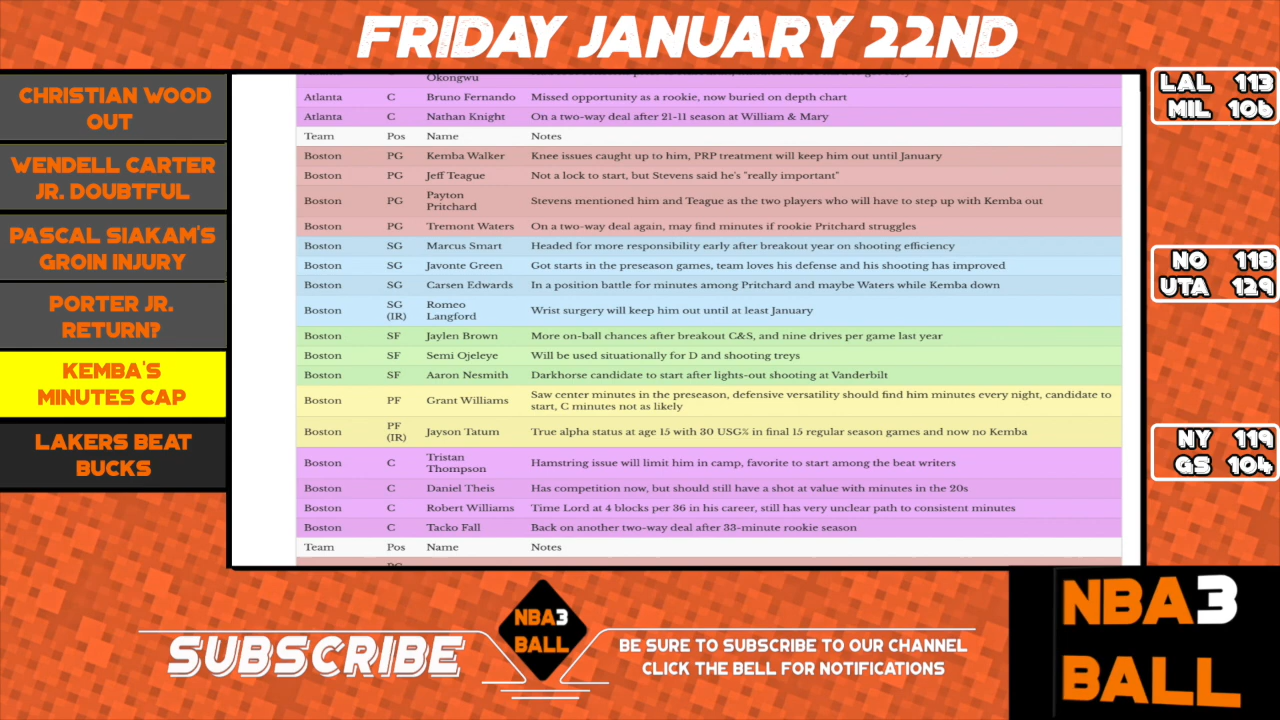 FRIDAY JANUARY 22ND
CHRISTIAN WOOD
OUT
WENDELL CARTER
JR. DOUBTFUL
PASCAL SIAKAM'S
GROIN INJURY
PORTER JR.
RETURN?
KEMBA'S
MINUTES CAP
LAKERS BEAT
BUCKS
Okongwu
Atlanta C Bruno Fernando Missed opportunity as a rookie, now buried on depth chart
Atlanta C Nathan Knight On a two-way deal after 21-11 season at William & Mary
Team Pos Name Notes
Boston PG Kemba Walker Knee issues caught up to him, PRP treatment will keep him out until January
Boston PG Jeff Teague Not a lock to start, but Stevens said he's "really important"
Boston PG Payton Pritchard Stevens mentioned him and Teague as the two players who will have to step up with Kemba out
Boston PG Tremont Waters On a two-way deal again, may find minutes if rookie Pritchard struggles
Boston SG Marcus Smart Headed for more responsibility early after breakout year on shooting efficiency
Boston SG Javonte Green Got starts in the preseason games, team loves his defense and his shooting has improved
Boston SG Carsen Edwards In a position battle for minutes among Pritchard and maybe Waters while Kemba down
Boston SG (IR) Romeo Langford Wrist surgery will keep him out until at least January
Boston SF Jaylen Brown More on-ball chances after breakout C&S, and nine drives per game last year
Boston SF Semi Ojeleye Will be used situationally for D and shooting treys
Boston SF Aaron Nesmith Darkhorse candidate to start after lights-out shooting at Vanderbilt
Boston PF Grant Williams Saw center minutes in the preseason, defensive versatility should find him minutes every night, candidate to
start, C minutes not as likely
Boston PF (IR) Jayson Tatum True alpha status at age 15 with 30 USG% in final 15 regular season games and now no Kemba
Boston C Tristan Thompson Hamstring issue will limit him in camp, favorite to start among the beat writers
Boston C Daniel Theis Has competition now, but should still have a shot at value with minutes in the 20s
Boston C Robert Williams Time Lord at 4 blocks per 36 in his career, still has very unclear path to consistent minutes
Boston C Tacko Fall Back on another two-way deal after 33-minute rookie season
Team Pos Name Notes
LAL 113
MIL 106
NO 118
UTA 129
NY 119
GS 104
SUBSCRIBE
NBA3
BALL
BE SURE TO SUBSCRIBE TO OUR CHANNEL
CLICK THE BELL FOR NOTIFICATIONS
NBA3
BALL